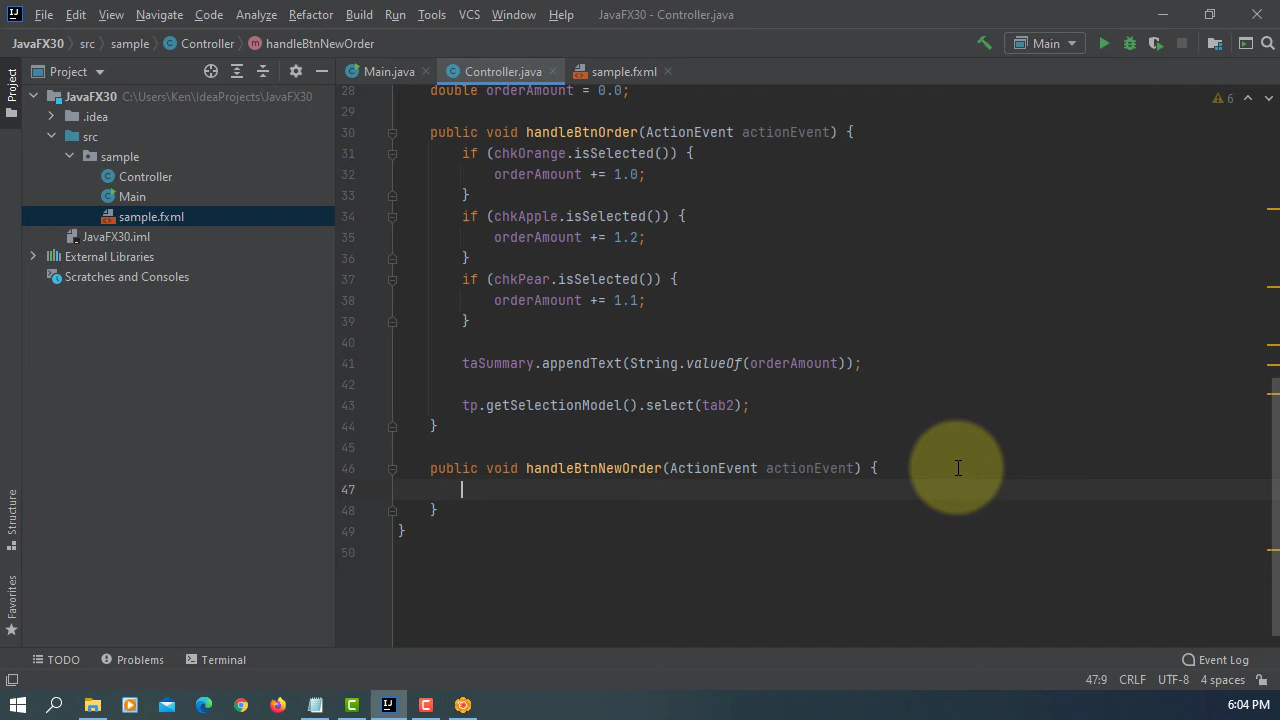 File Edit View Navigate Code Analyze Refactor Build Run Tools VCS Window Help JavaFX30 - Controller.java
JavaFX30 src sample Controller handleBtnNewOrder Main
Project Project Main.java Controller.java sample.fxml
JavaFX30 C:\Users\Ken\IdeaProjects\JavaFX30
.idea
src
sample
Controller
Main
sample.fxml
JavaFX30.iml
External Libraries
Scratches and Consoles
Structure
Favorites
6
28 double orderAmount = 0.0;
29
30 public void handleBtnOrder(ActionEvent actionEvent) {
31 if (chkOrange.isSelected()) {
32 orderAmount += 1.0;
33 }
34 if (chkApple.isSelected()) {
35 orderAmount += 1.2;
36 }
37 if (chkPear.isSelected()) {
38 orderAmount += 1.1;
39 }
40
41 taSummary.appendText(String.valueOf(orderAmount));
42
43 tp.getSelectionModel().select(tab2);
44 }
45
46 public void handleBtnNewOrder(ActionEvent actionEvent) {
47
48 }
49 }
50
TODO Problems Terminal Event Log
47:9 CRLF UTF-8 4 spaces
6:04 PM